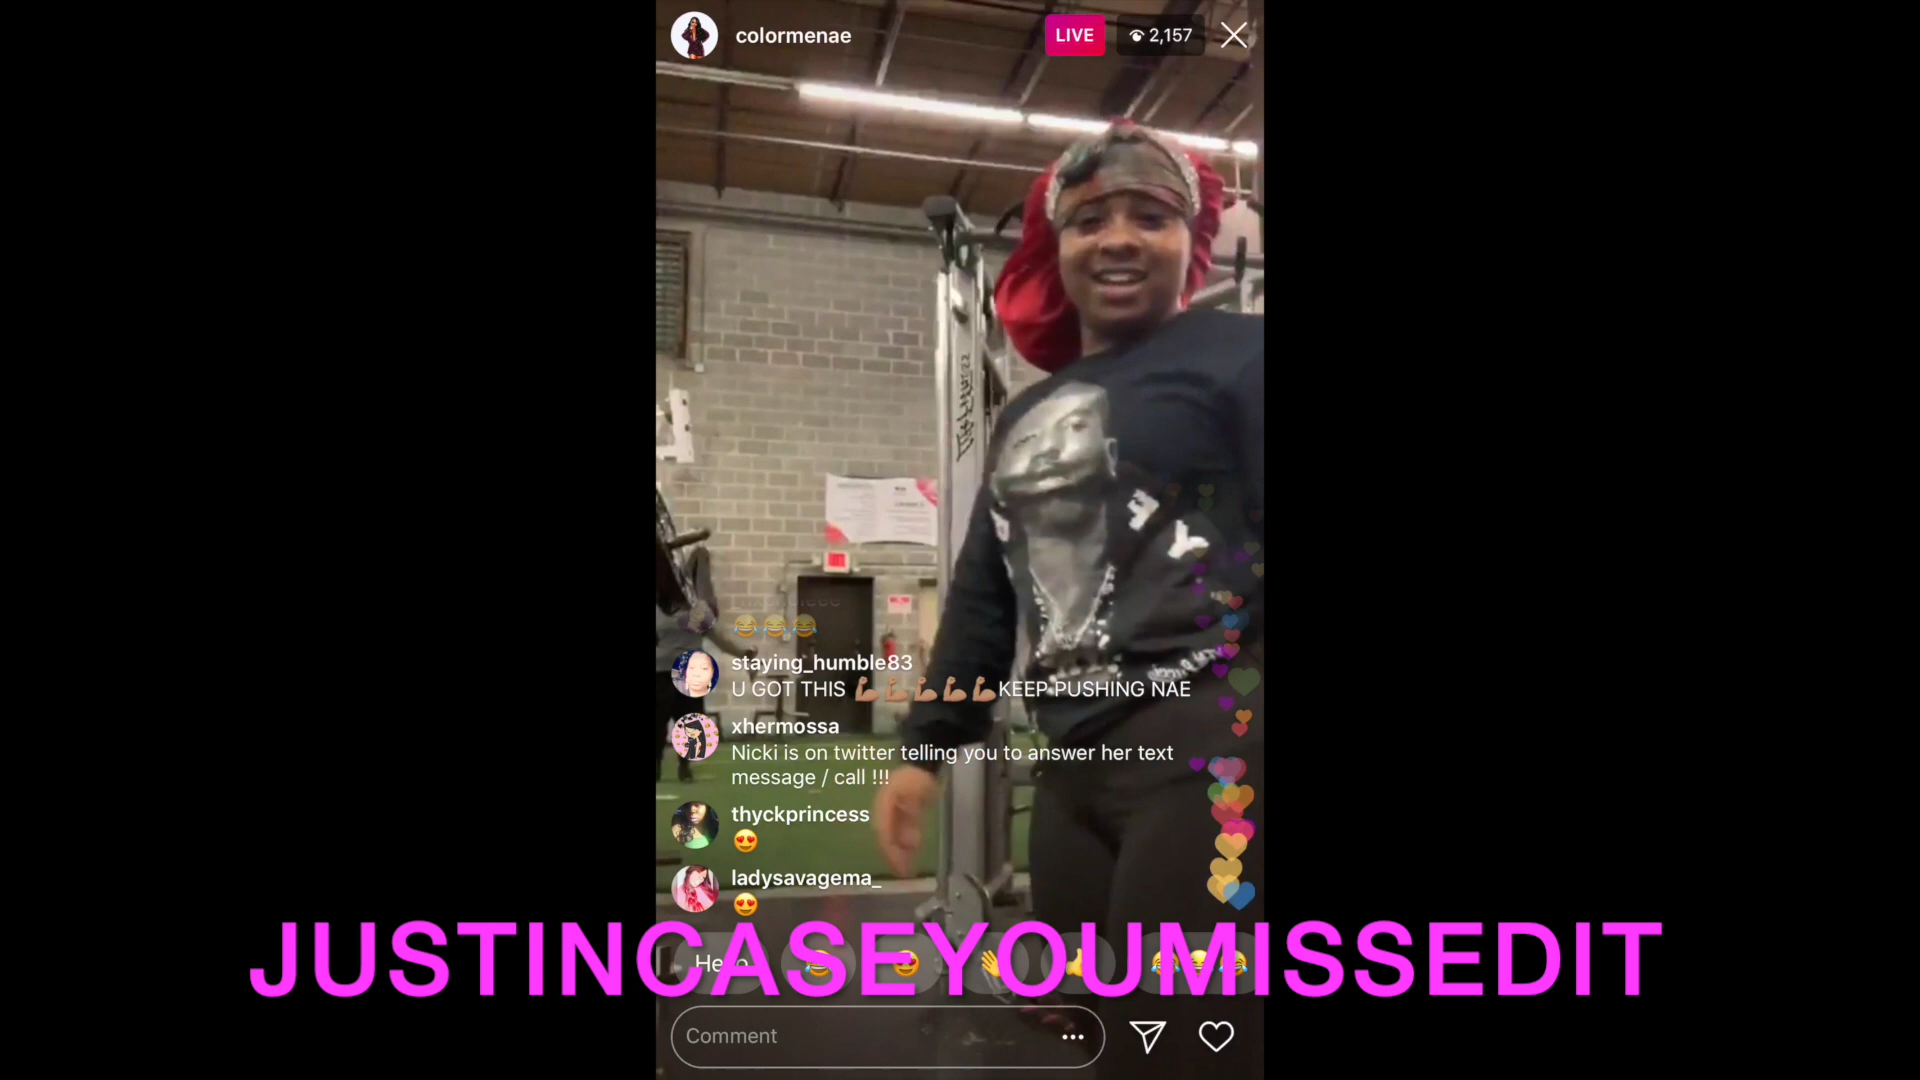 colormenae
LIVE
2,157
😂😂😂
staying_humble83
U GOT THIS 💪🏽💪🏽💪🏽💪🏽💪🏽KEEP PUSHING NAE
xhermossa
Nicki is on twitter telling you to answer her text
message / call !!!
thyckprincess
😍
ladysavagema_
😍
JUSTINCASEYOUMISSEDIT
Comment